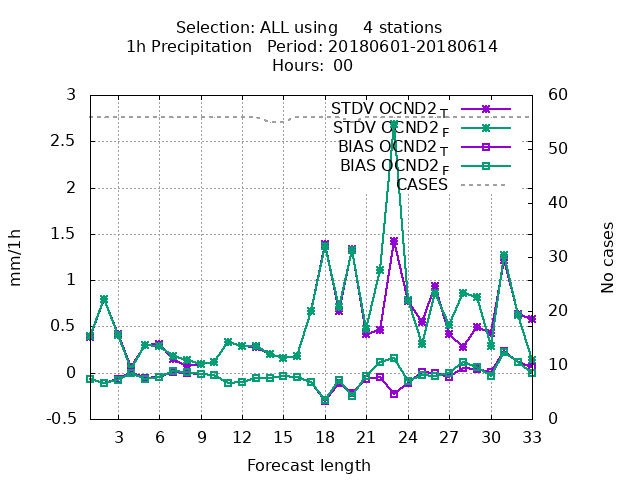 Selection: ALL using     4 stations
1h Precipitation   Period: 20180601-20180614
Hours:  00
3
2.5
2
1.5
1
0.5
0
-0.5
60
50
40
30
20
10
0
STDV OCND2 T
STDV OCND2 F
BIAS OCND2 T
BIAS OCND2 F
CASES
mm/1h
No cases
3 6 9 12 15 18 21 24 27 30 33
Forecast length